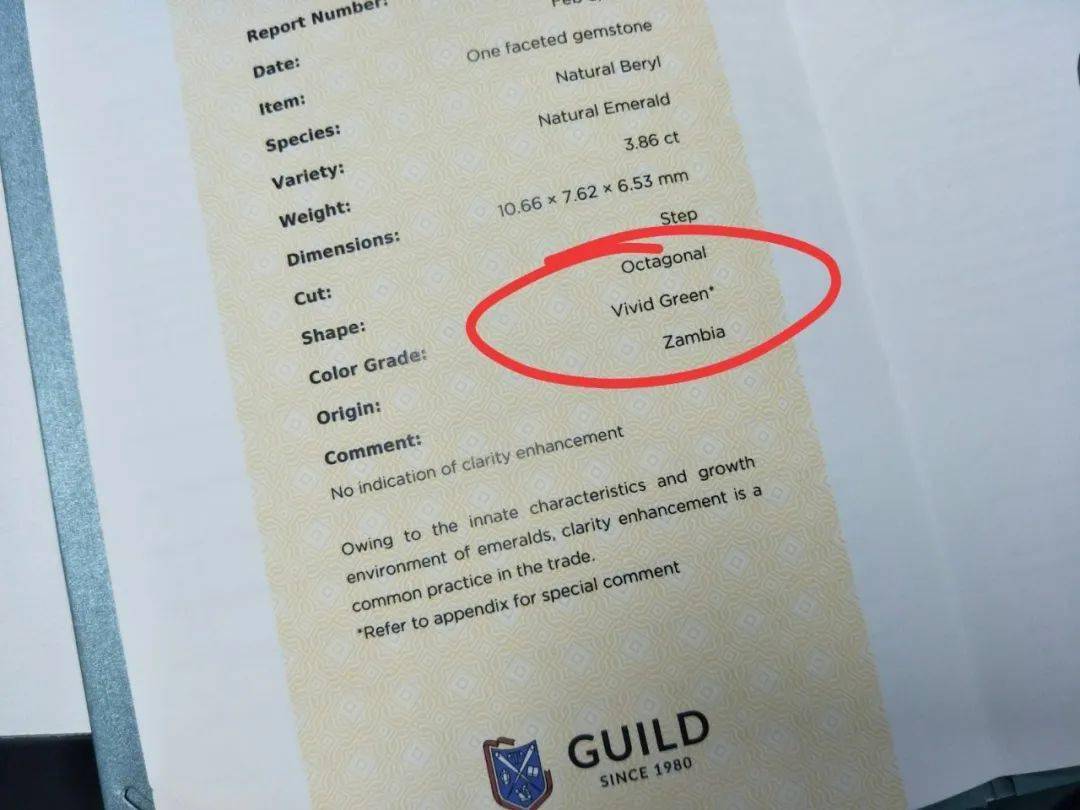 Report Number:
Date: Feb
Item: One faceted gemstone
Species: Natural Beryl
Variety: Natural Emerald
Weight: 3.86 ct
Dimensions: 10.66 × 7.62 × 6.53 mm
Cut: Step
Shape: Octagonal
Color Grade: Vivid Green*
Origin: Zambia
Comment:
No indication of clarity enhancement
Owing to the innate characteristics and growth
environment of emeralds, clarity enhancement is a
common practice in the trade.
*Refer to appendix for special comment
GUILD
SINCE 1980